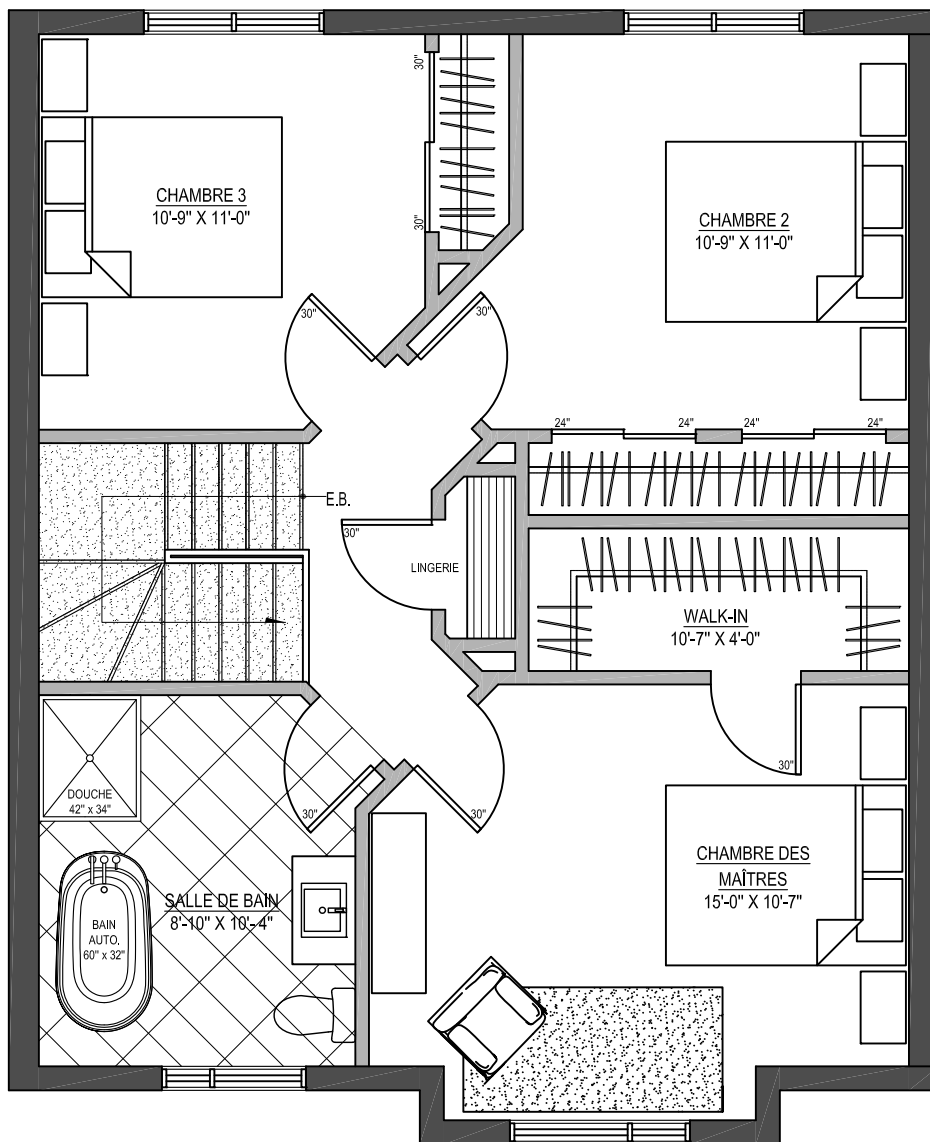 30"
30"
CHAMBRE 3
10'-9" X 11'-0"
CHAMBRE 2
10'-9" X 11'-0"
30"
30"
24"
24"
24"
24"
E.B.
30"
LINGERIE
WALK-IN
10'-7" X 4'-0"
30"
DOUCHE
42" x 34"
30"
30"
CHAMBRE DES
MAÎTRES
15'-0" X 10'-7"
SALLE DE BAIN
8'-10" X 10'-4"
BAIN
AUTO.
60" x 32"